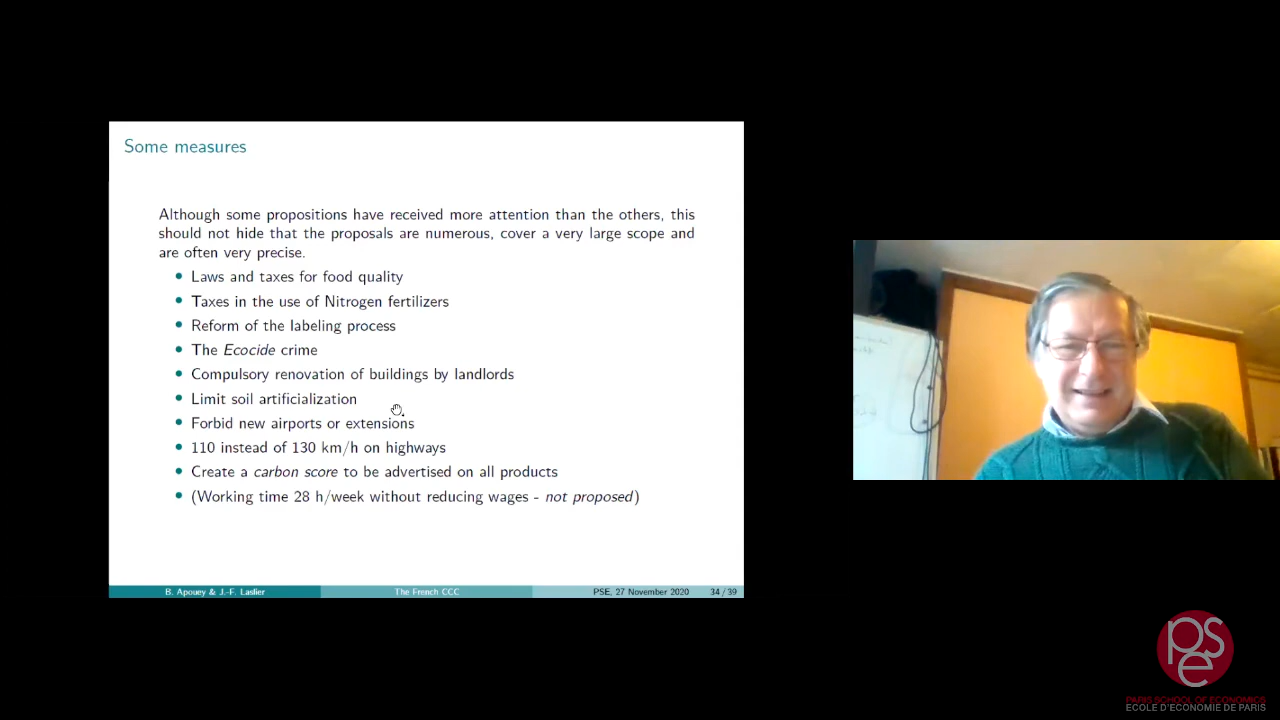 Some measures
Although some propositions have received more attention than the others, this
should not hide that the proposals are numerous, cover a very large scope and
are often very precise.
• Laws and taxes for food quality
• Taxes in the use of Nitrogen fertilizers
• Reform of the labeling process
• The Ecocide crime
• Compulsory renovation of buildings by landlords
• Limit soil artificialization
• Forbid new airports or extensions
• 110 instead of 130 km/h on highways
• Create a carbon score to be advertised on all products
• (Working time 28 h/week without reducing wages - not proposed)
B. Apouey & J.-F. Laslier The French CCC PSE, 27 November 2020 34 / 39
pse
PARIS SCHOOL OF ECONOMICS
ECOLE D'ECONOMIE DE PARIS